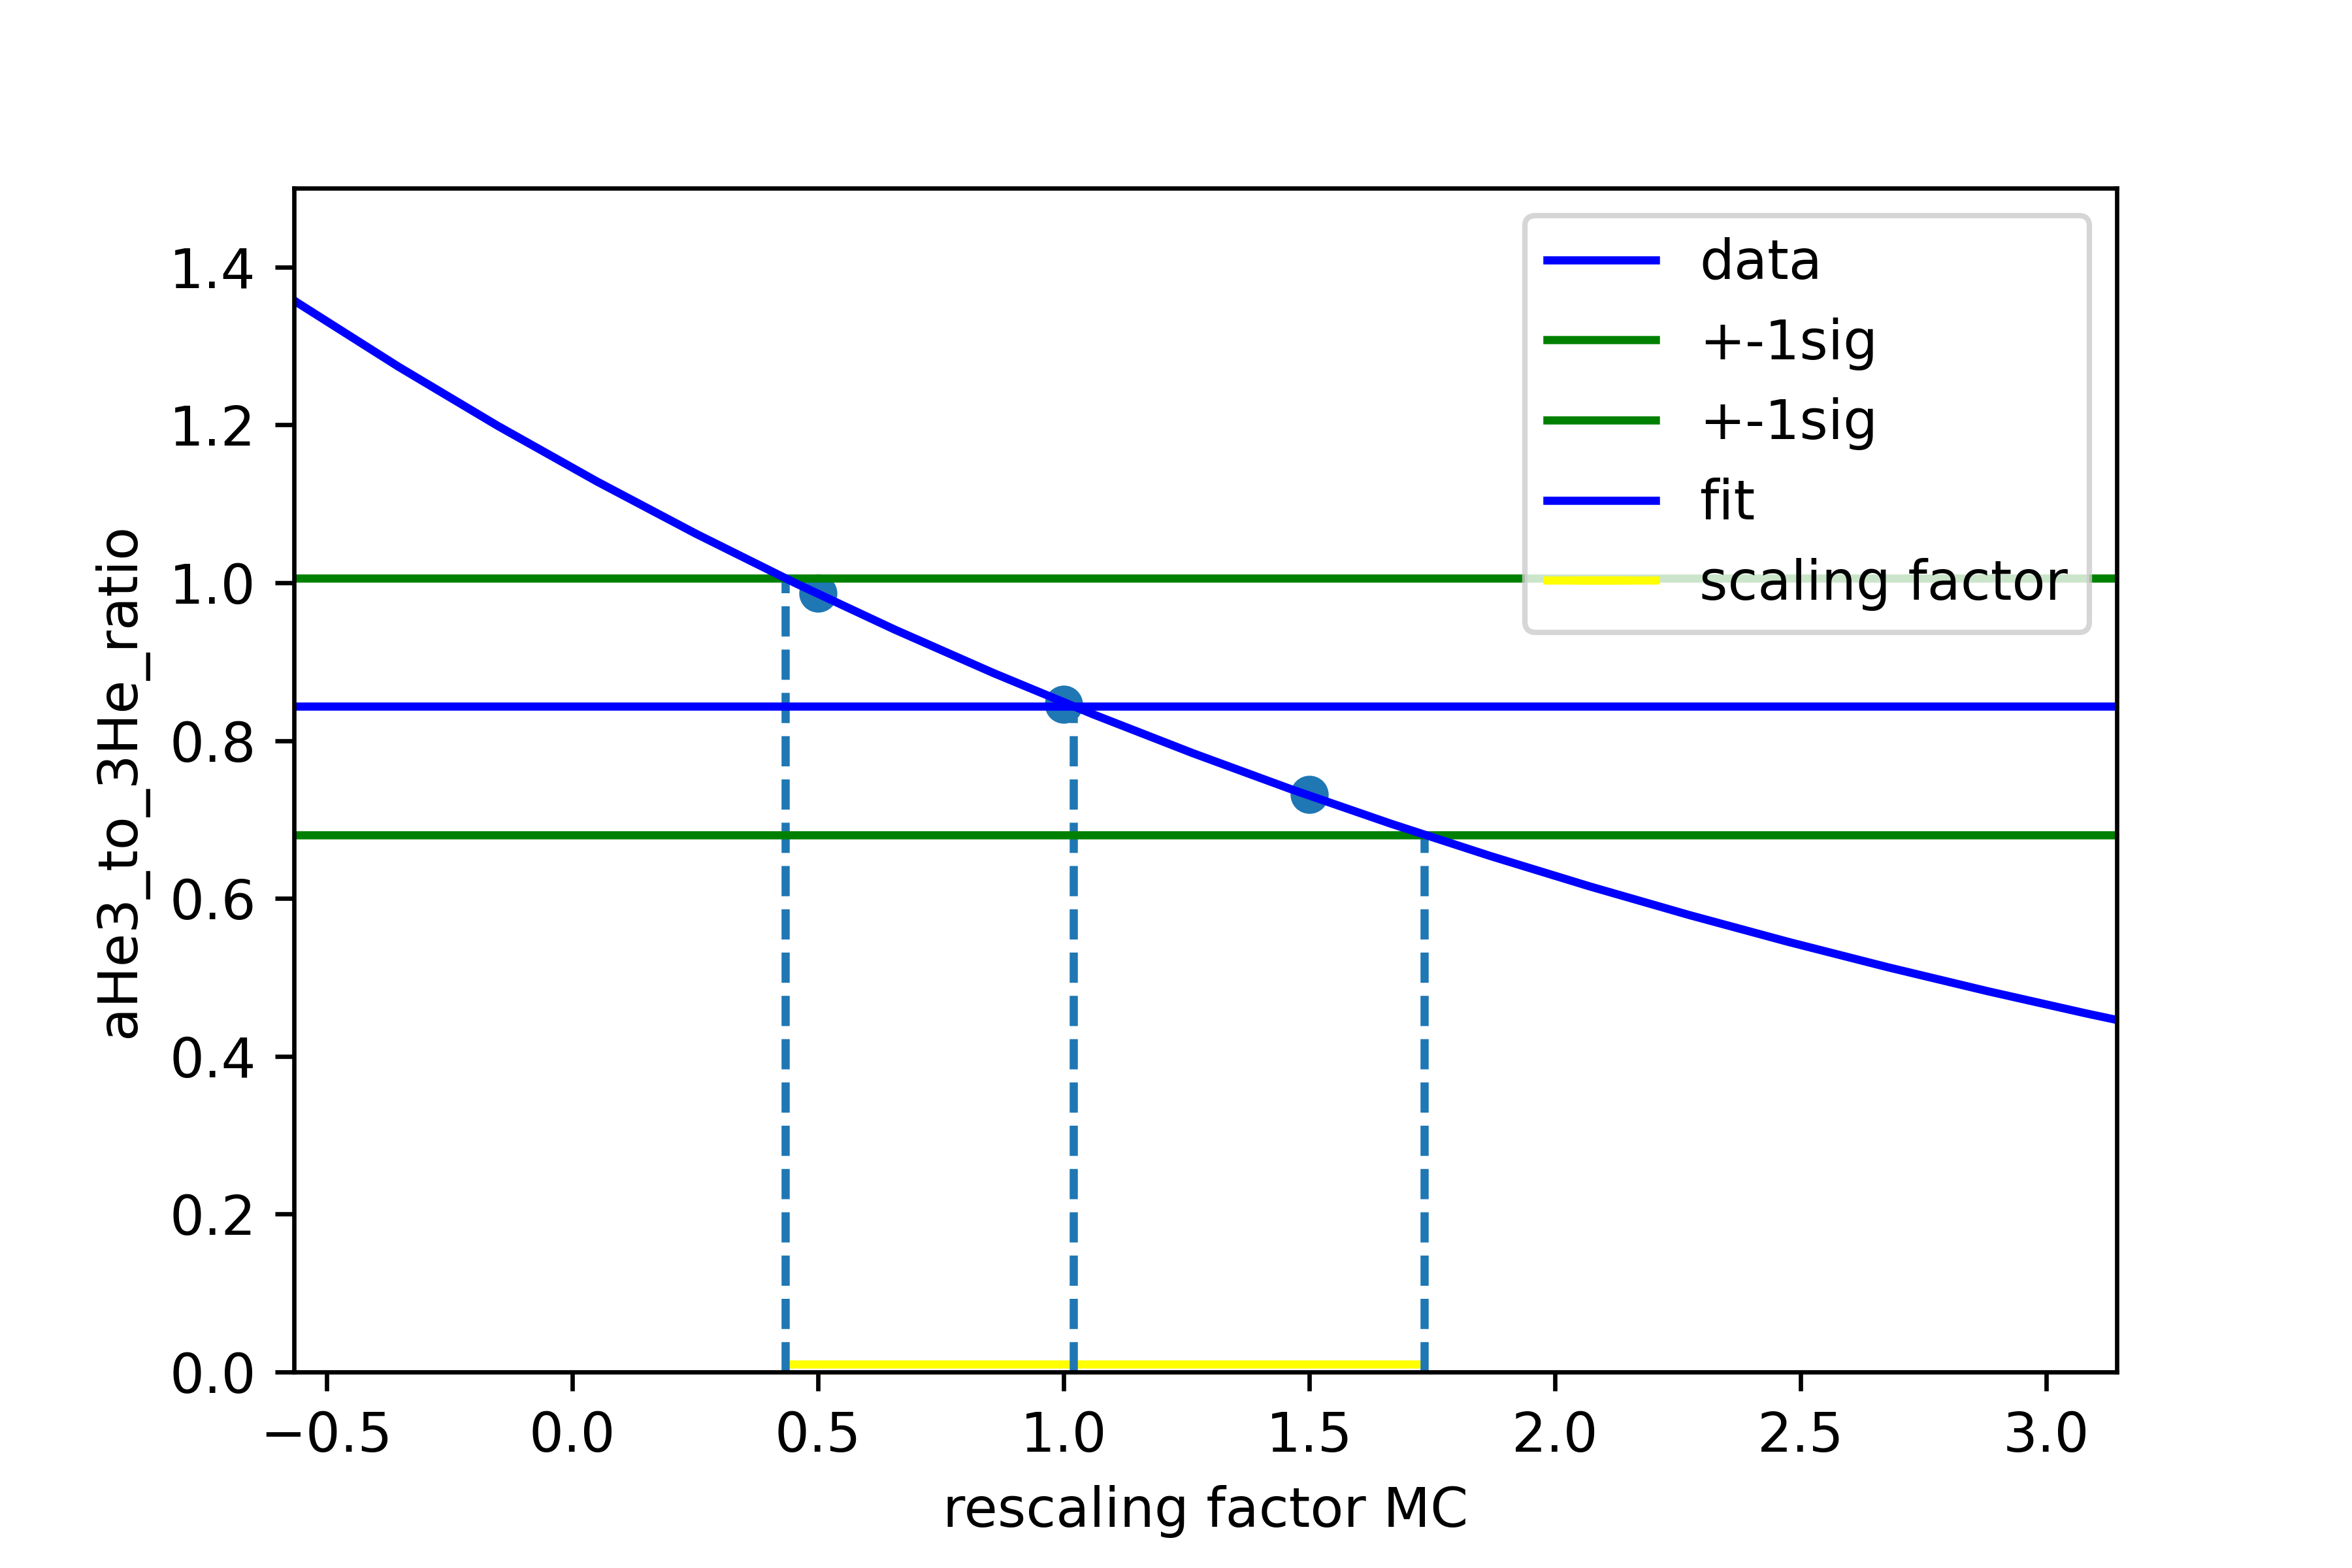 data
+-1sig
+-1sig
fit
scaling factor
1.4
1.2
1.0
0.8
0.6
0.4
0.2
0.0
aHe3_to_3He_ratio
−0.5 0.0 0.5 1.0 1.5 2.0 2.5 3.0
rescaling factor MC